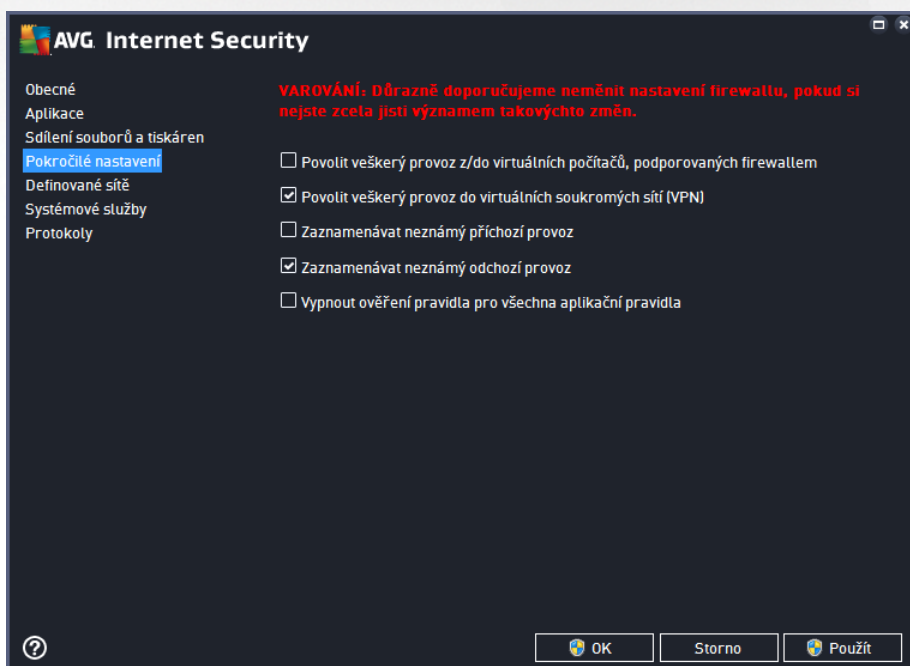 AVG. Internet Security
Obecné
Aplikace
Sdílení souborů a tiskáren
Pokročilé nastavení
Definované sítě
Systémové služby
Protokoly
VAROVÁNÍ: Důrazně doporučujeme neměnit nastavení firewallu, pokud si
nejste zcela jisti významem takovýchto změn.
Povolit veškerý provoz z/do virtuálních počítačů, podporovaných firewallem
Povolit veškerý provoz do virtuálních soukromých sítí (VPN)
Zaznamenávat neznámý příchozí provoz
Zaznamenávat neznámý odchozí provoz
Vypnout ověření pravidla pro všechna aplikační pravidla
?
OK
Storno
Použít